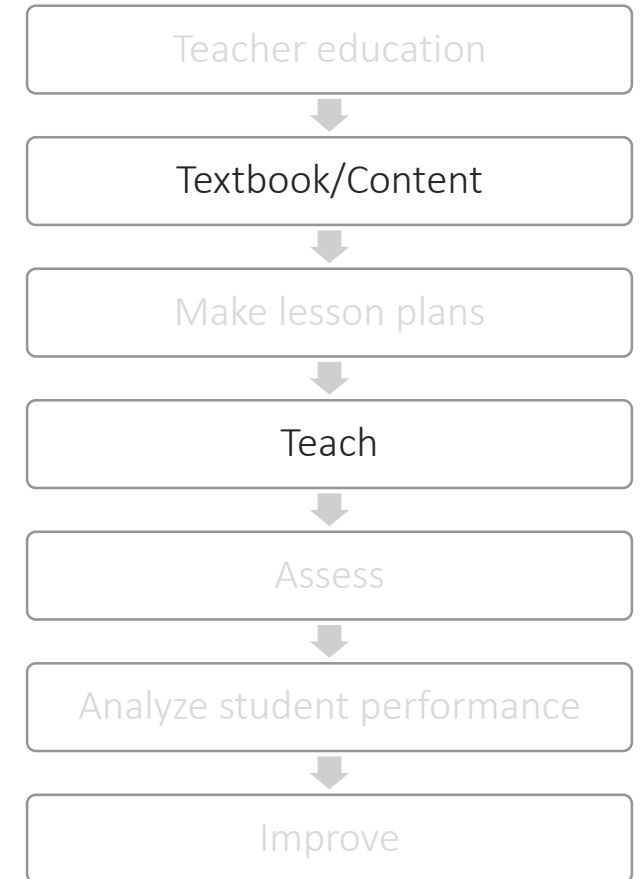 Teacher education
Textbook/Content
Make lesson plans
Teach
Assess
Analyze student performance
Improve